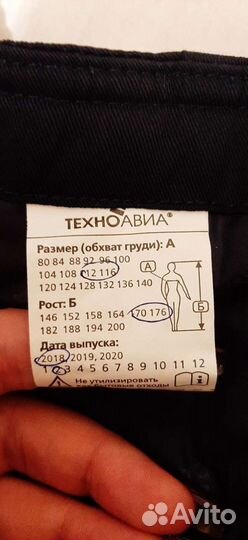 ТЕХНОАВИА®
Размер (обхват груди): А
80 84 88 92 96 100
104 108 112 116
120 124 128 132 136 140
А
Рост: Б
Б
146 152 158 164 170 176
182 188 194 200
Дата выпуска:
2018, 2019, 2020
1 2 3 4 5 6 7 8 9 10 11 12
Не утилизировать
бытовых отходов
Avito